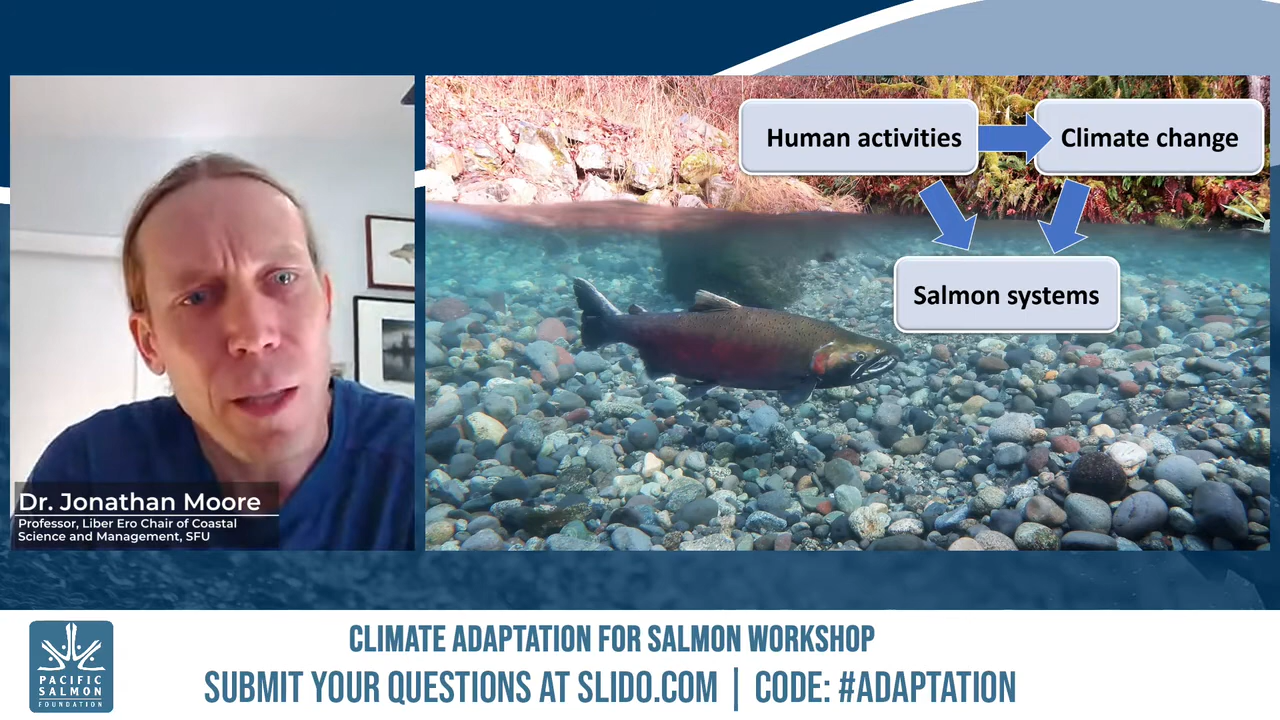 Human activities
Climate change
Salmon systems
Dr. Jonathan Moore
Professor, Liber Ero Chair of Coastal
Science and Management, SFU
PACIFIC
SALMON
FOUNDATION
CLIMATE ADAPTATION FOR SALMON WORKSHOP
SUBMIT YOUR QUESTIONS AT SLIDO.COM | CODE: #ADAPTATION